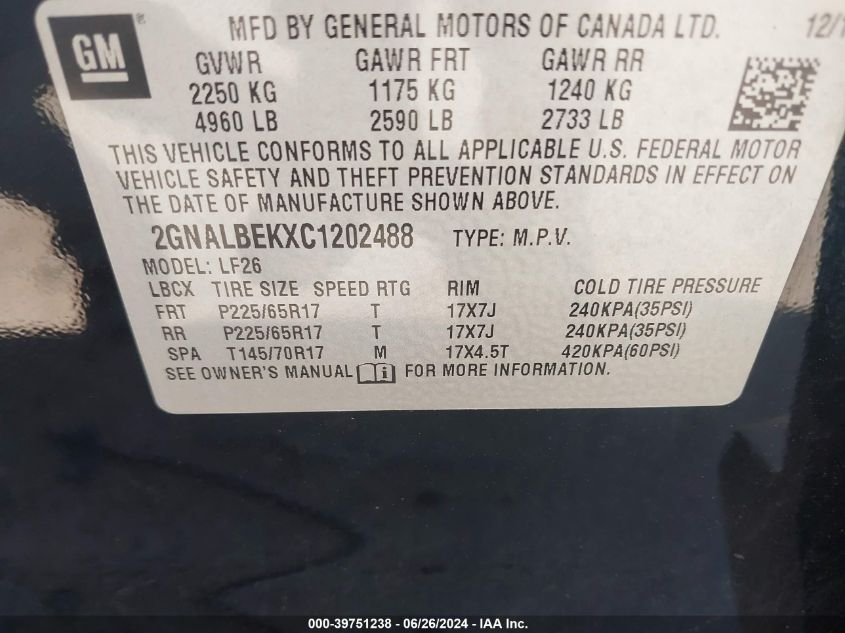 GM ®
MFD BY GENERAL MOTORS OF CANADA LTD. 12/1
GVWR GAWR FRT GAWR RR
2250 KG 1175 KG 1240 KG
4960 LB 2590 LB 2733 LB
THIS VEHICLE CONFORMS TO ALL APPLICABLE U.S. FEDERAL MOTOR
VEHICLE SAFETY AND THEFT PREVENTION STANDARDS IN EFFECT ON
THE DATE OF MANUFACTURE SHOWN ABOVE.
2GNALBEKXC1202488 TYPE: M.P.V.
MODEL: LF26
LBCX TIRE SIZE SPEED RTG RIM COLD TIRE PRESSURE
FRT P225/65R17 T 17X7J 240KPA(35PSI)
RR P225/65R17 T 17X7J 240KPA(35PSI)
SPA T145/70R17 M 17X4.5T 420KPA(60PSI)
SEE OWNER'S MANUAL i FOR MORE INFORMATION.
000-39751238 - 06/26/2024 - IAA Inc.